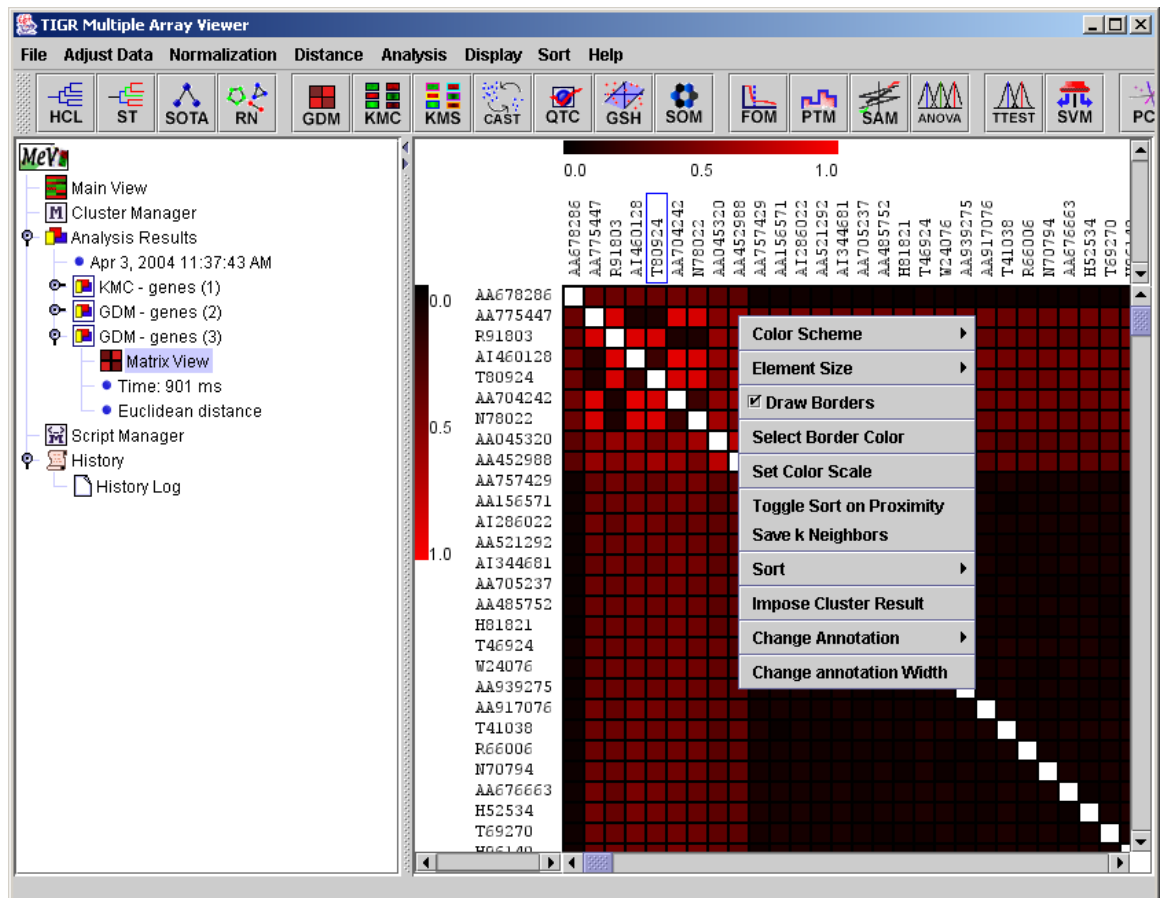 TIGR Multiple Array Viewer
File Adjust Data Normalization Distance Analysis Display Sort Help
HCL ST SOTA RN GDM KMC KMS CAST QTC GSH SOM FOM PTM SAM ANOVA TTEST SVM PC
MeV
Main View
M Cluster Manager
Analysis Results
Apr 3, 2004 11:37:43 AM
KMC - genes (1)
GDM - genes (2)
GDM - genes (3)
Matrix View
Time: 901 ms
Euclidean distance
Script Manager
History
History Log
0.0 0.5 1.0
AA678286
AA775447
R91803
AI460128
T80924
AA704242
N78022
AA045320
AA452988
AA757429
AA156571
AI286022
AA521292
AI344681
AA705237
AA485752
H81821
T46924
W24076
AA939275
AA917076
T41038
R66006
N70794
AA676663
H52534
T69270
0.0
0.5
1.0
AA678286
AA775447
R91803
AI460128
T80924
AA704242
N78022
AA045320
AA452988
AA757429
AA156571
AI286022
AA521292
AI344681
AA705237
AA485752
H81821
T46924
W24076
AA939275
AA917076
T41038
R66006
N70794
AA676663
H52534
T69270
H96140
Color Scheme
Element Size
Draw Borders
Select Border Color
Set Color Scale
Toggle Sort on Proximity
Save k Neighbors
Sort
Impose Cluster Result
Change Annotation
Change annotation Width